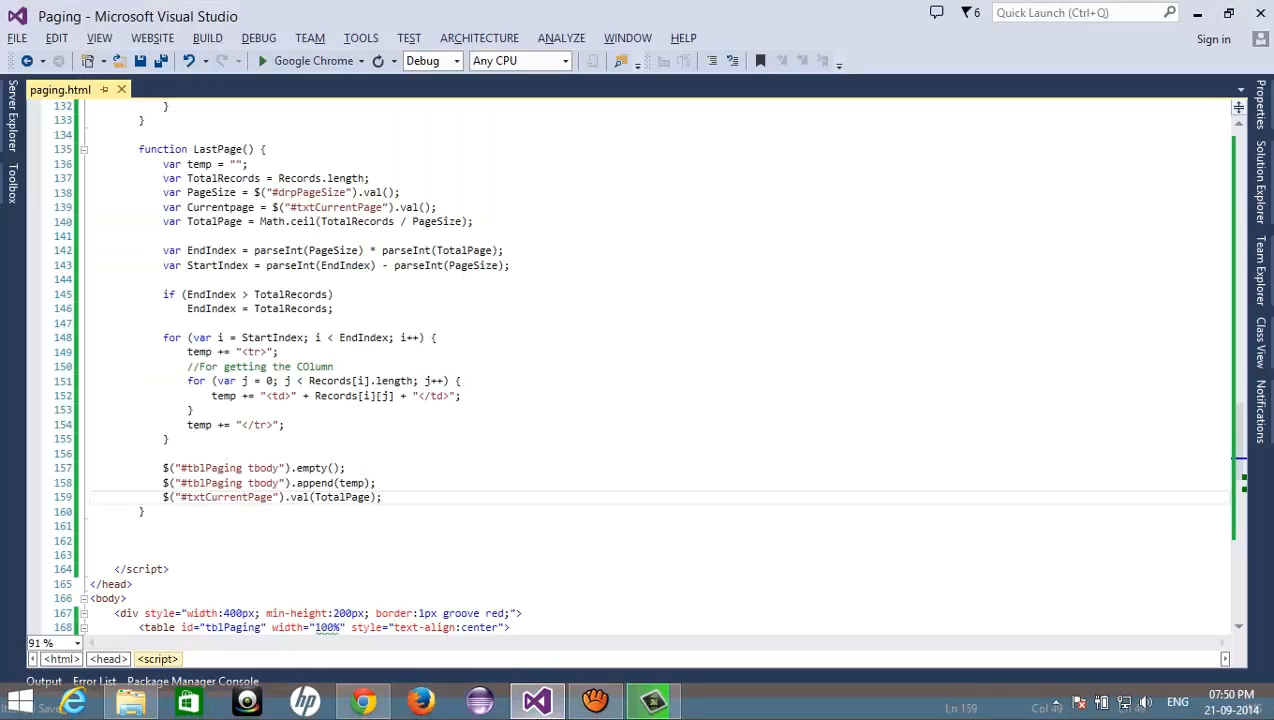 Paging - Microsoft Visual Studio
6
Quick Launch (Ctrl+Q)
FILE EDIT VIEW WEBSITE BUILD DEBUG TEAM TOOLS TEST ARCHITECTURE ANALYZE WINDOW HELP
Sign in
Google Chrome
Debug
Any CPU
paging.html
Server Explorer
Toolbox
Properties
Solution Explorer
Team Explorer
Class View
Notifications
132 }
133 }
134
135 function LastPage() {
136 var temp = "";
137 var TotalRecords = Records.length;
138 var PageSize = $("#drpPageSize").val();
139 var Currentpage = $("#txtCurrentPage").val();
140 var TotalPage = Math.ceil(TotalRecords / PageSize);
141
142 var EndIndex = parseInt(PageSize) * parseInt(TotalPage);
143 var StartIndex = parseInt(EndIndex) - parseInt(PageSize);
144
145 if (EndIndex > TotalRecords)
146 EndIndex = TotalRecords;
147
148 for (var i = StartIndex; i < EndIndex; i++) {
149 temp += "<tr>";
150 //For getting the COlumn
151 for (var j = 0; j < Records[i].length; j++) {
152 temp += "<td>" + Records[i][j] + "</td>";
153 }
154 temp += "</tr>";
155 }
156
157 $("#tblPaging tbody").empty();
158 $("#tblPaging tbody").append(temp);
159 $("#txtCurrentPage").val(TotalPage);
160 }
161
162
163
164 </script>
165 </head>
166 <body>
167 <div style="width:400px; min-height:200px; border:1px groove red;">
168 <table id="tblPaging" width="100%" style="text-align:center">
91 %
<html> <head> <script>
Output Error List Package Manager Console
Ln 159
Col 49
ENG
07:50 PM
21-09-2014